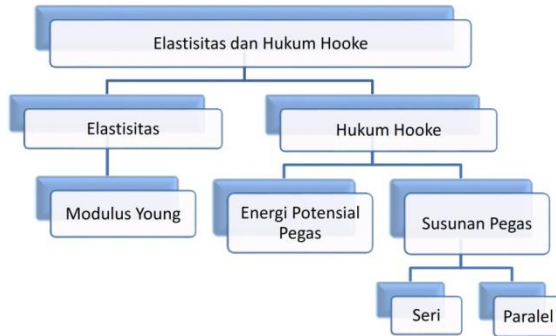 Elastisitas dan Hukum Hooke
Elastisitas
Hukum Hooke
Modulus Young
Energi Potensial
Pegas
Susunan Pegas
Seri
Paralel